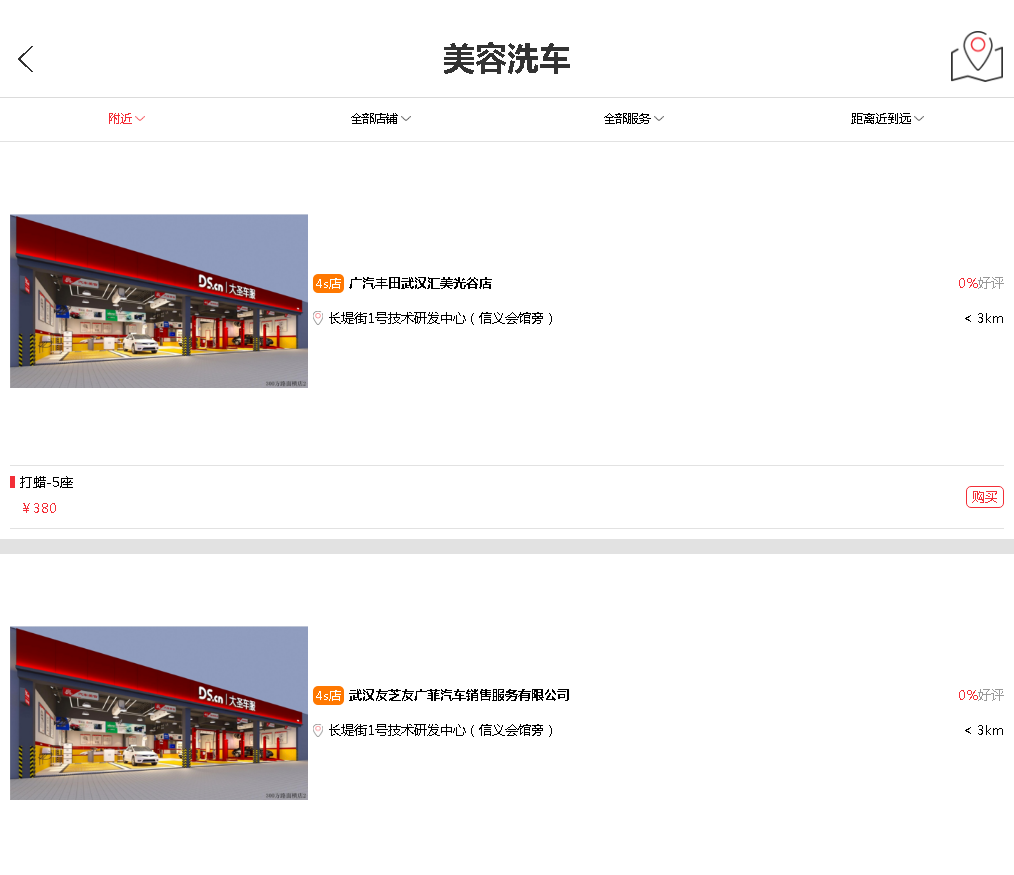 美容洗车
附近 全部店铺 全部服务 距离近到远
DS.cn 大圣车服
4s店 广汽丰田武汉汇美光谷店 0%好评
长堤街1号技术研发中心（信义会馆旁） < 3km
打蜡-5座
¥380 购买
DS.cn 大圣车服
4s店 武汉友芝友广菲汽车销售服务有限公司 0%好评
长堤街1号技术研发中心（信义会馆旁） < 3km